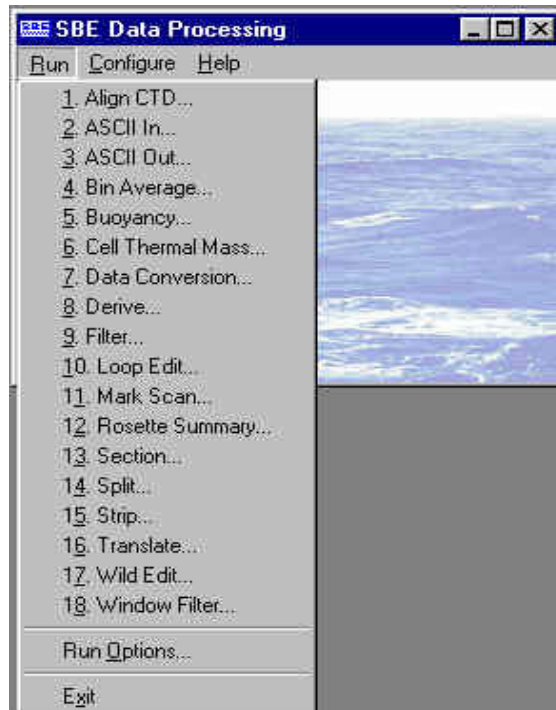 SBE SBE Data Processing
Run Configure Help
1. Align CTD...
2. ASCII In...
3. ASCII Out...
4. Bin Average...
5. Buoyancy...
6. Cell Thermal Mass...
7. Data Conversion...
8. Derive...
9. Filter...
10. Loop Edit...
11. Mark Scan...
12. Rosette Summary...
13. Section...
14. Split...
15. Strip...
16. Translate...
17. Wild Edit...
18. Window Filter...
Run Options...
Exit